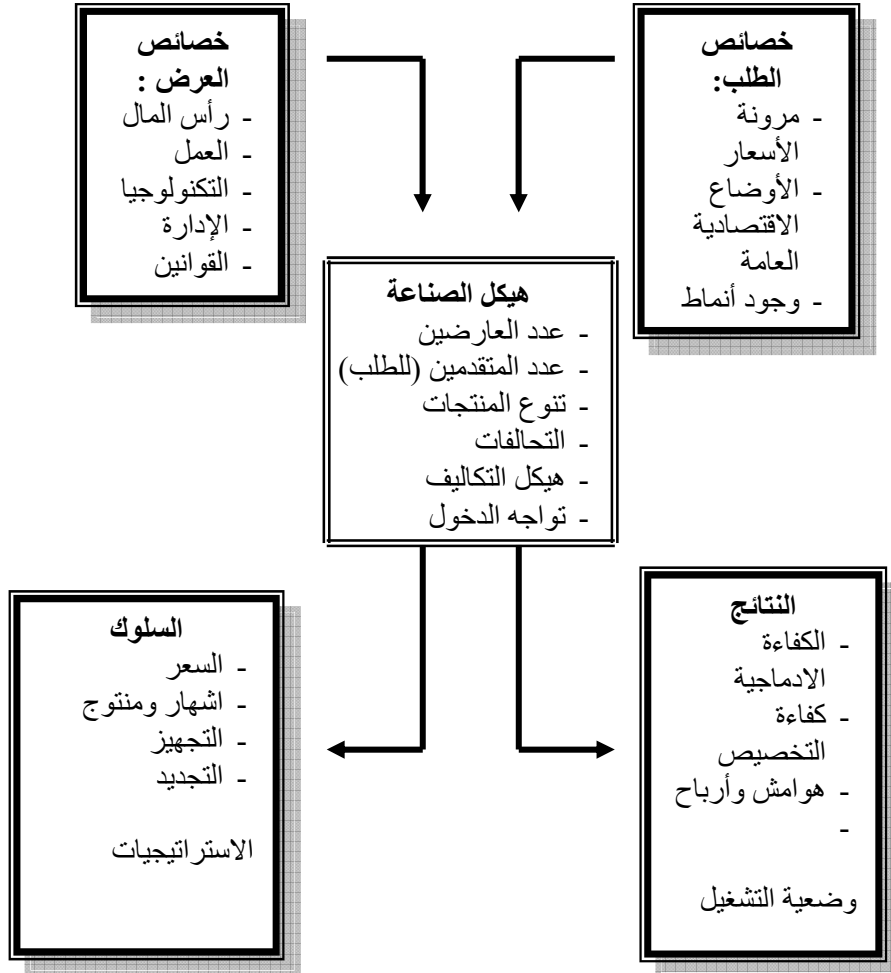 خصائص
الطلب:
- مرونة
الأسعار
- الأوضاع
الاقتصادية
العامة
- وجود أنماط
خصائص
العرض :
- رأس المال
- العمل
- التكنولوجيا
- الإدارة
- القوانين
هيكل الصناعة
- عدد العارضين
- عدد المتقدمين (للطلب)
- تنوع المنتجات
- التحالفات
- هيكل التكاليف
- تواجه الدخول
النتائج
- الكفاءة
الادماجية
- كفاءة
التخصيص
- هوامش وأرباح
-
وضعية التشغيل
السلوك
- السعر
- اشهار ومنتوج
- التجهيز
- التجديد
الاستراتيجيات